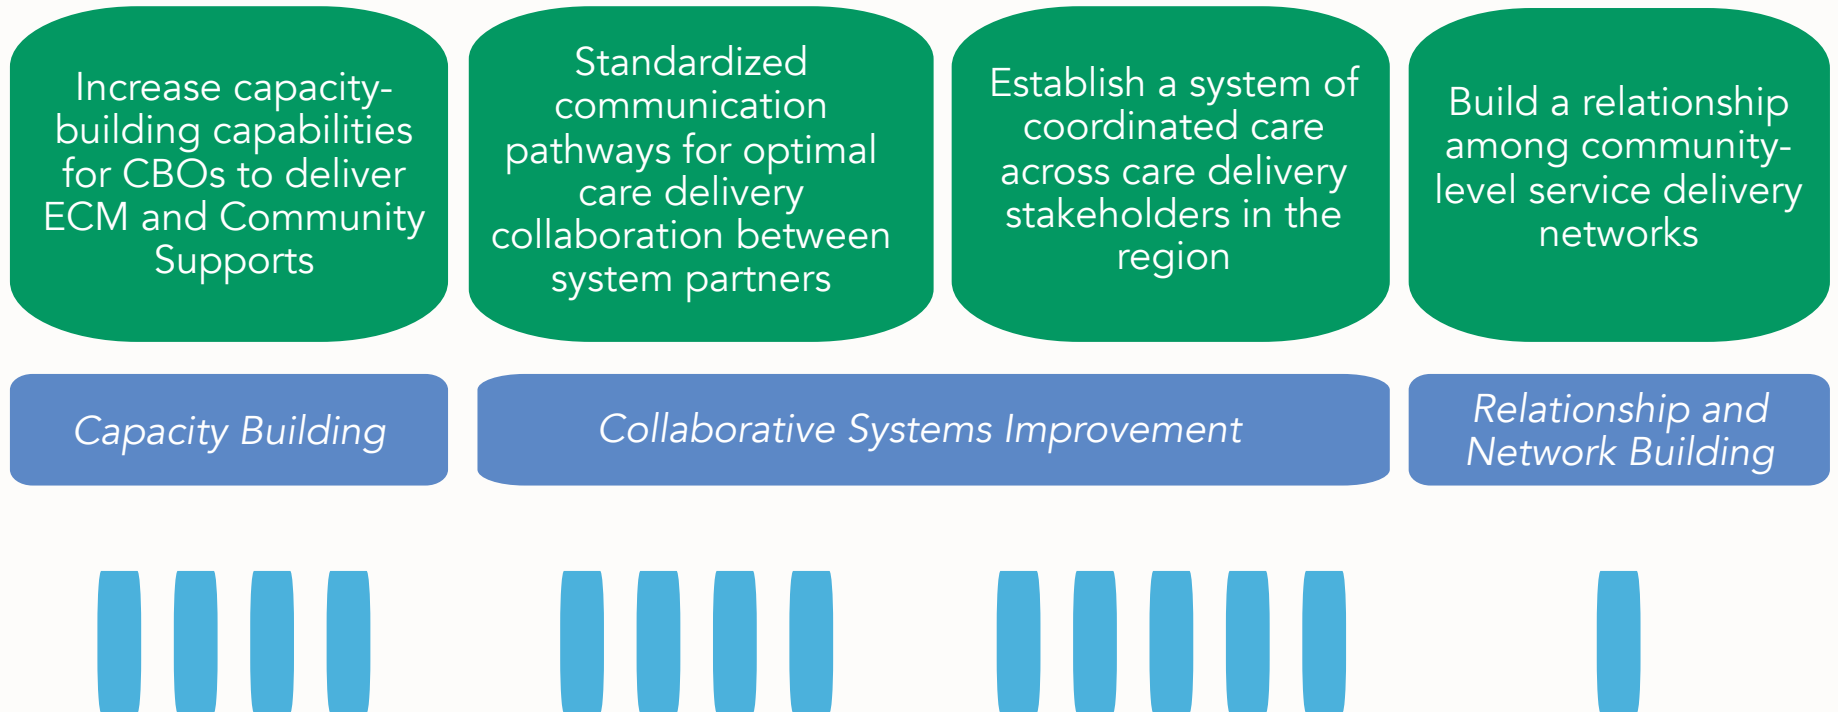 Increase capacity-
building capabilities
for CBOs to deliver
ECM and Community
Supports
Standardized
communication
pathways for optimal
care delivery
collaboration between
system partners
Establish a system of
coordinated care
across care delivery
stakeholders in the
region
Build a relationship
among community-
level service delivery
networks
Capacity Building
Collaborative Systems Improvement
Relationship and
Network Building